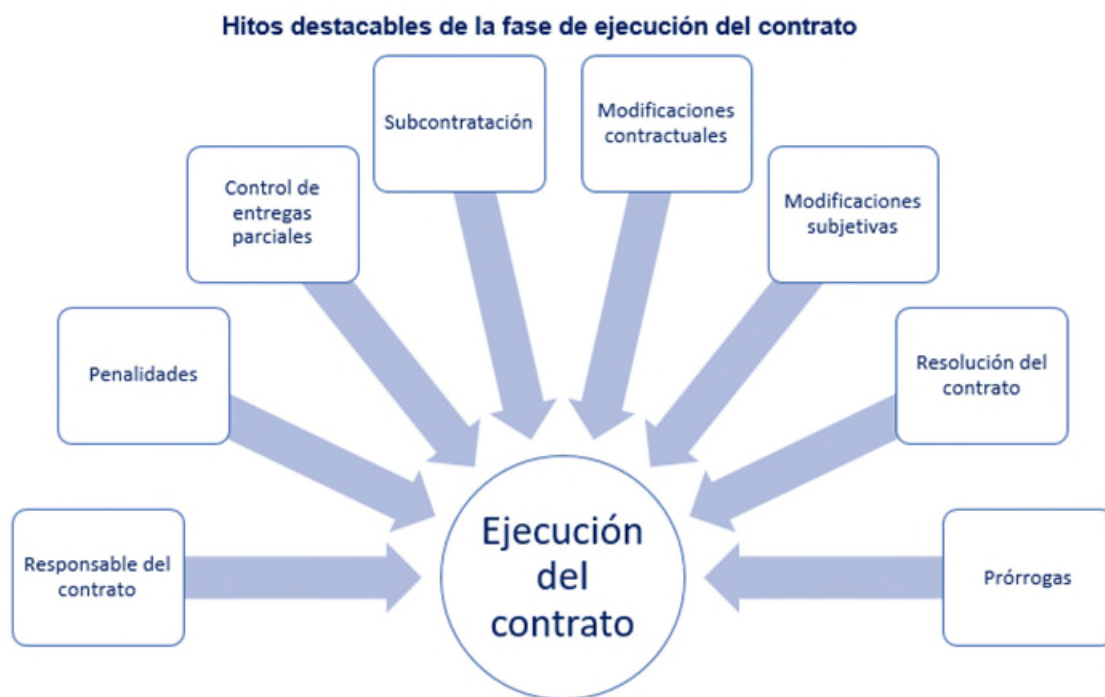 Hitos destacables de la fase de ejecución del contrato
Responsable del
contrato
Penalidades
Control de
entregas
parciales
Subcontratación
Modificaciones
contractuales
Modificaciones
subjetivas
Resolución del
contrato
Prórrogas
Ejecución
del
contrato